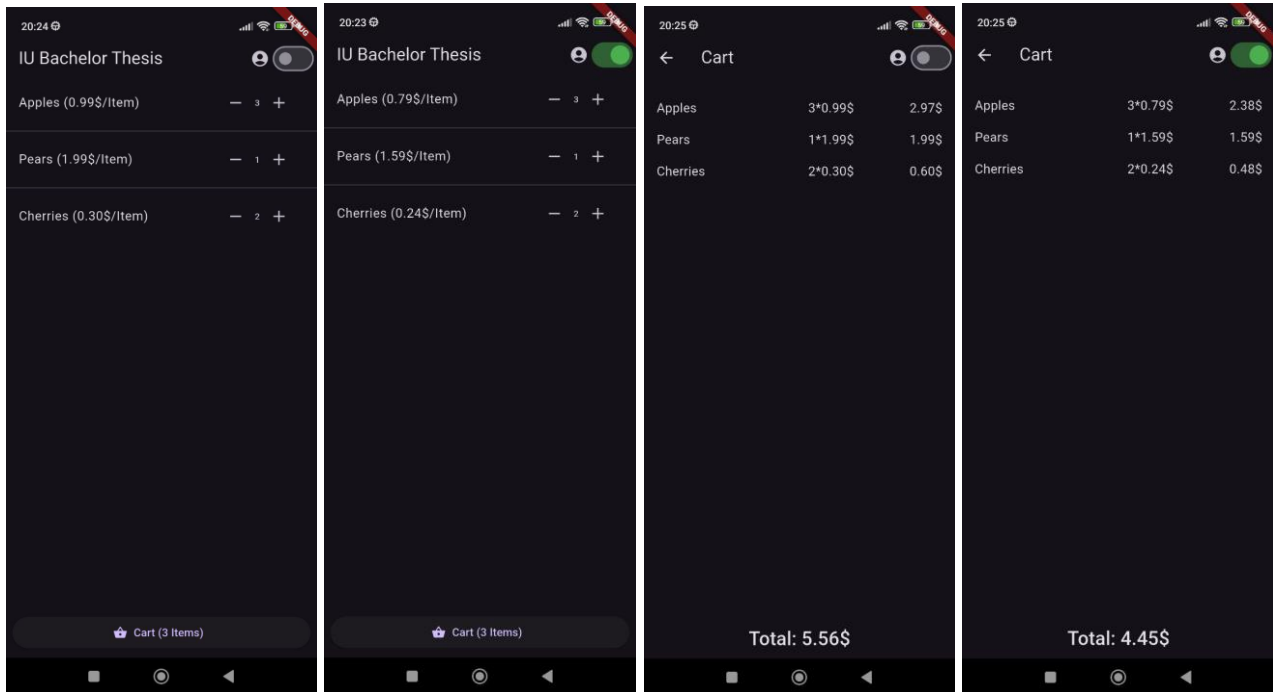 20:24
DEBUG
IU Bachelor Thesis
Apples (0.99$/Item) 3
Pears (1.99$/Item) 1
Cherries (0.30$/Item) 2
Cart (3 Items)
20:23
DEBUG
IU Bachelor Thesis
Apples (0.79$/Item) 3
Pears (1.59$/Item) 1
Cherries (0.24$/Item) 2
Cart (3 Items)
20:25
DEBUG
Cart
Apples 3*0.99$ 2.97$
Pears 1*1.99$ 1.99$
Cherries 2*0.30$ 0.60$
Total: 5.56$
20:25
DEBUG
Cart
Apples 3*0.79$ 2.38$
Pears 1*1.59$ 1.59$
Cherries 2*0.24$ 0.48$
Total: 4.45$